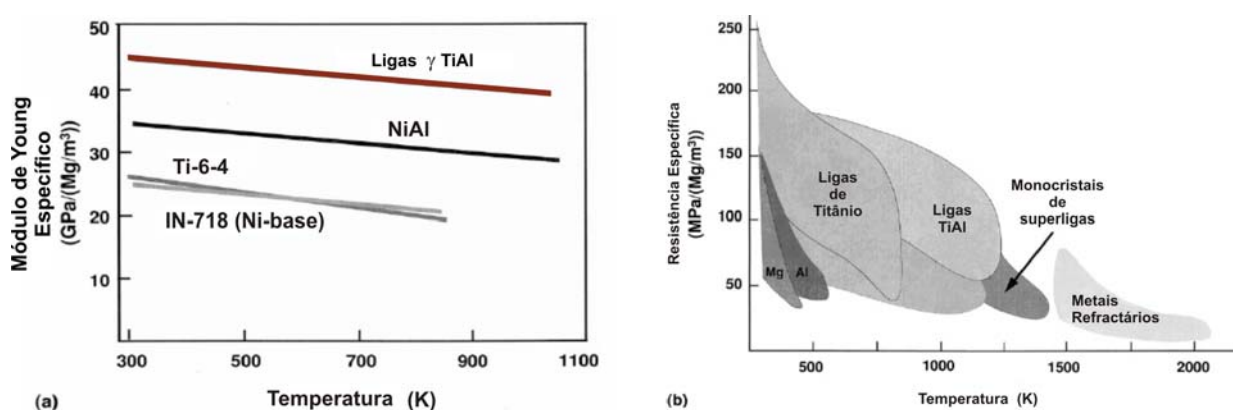 Módulo de Young
Específico
(GPa/(Mg/m³))
50
40
30
20
10
Ligas γ TiAl
NiAl
Ti-6-4
IN-718 (Ni-base)
300
500
700
900
1100
(a)
Temperatura (K)
Resistência Específica
(MPa/(Mg/m³))
250
200
150
100
50
Ligas
de
Titânio
Ligas
TiAl
Monocristais
de
superligas
Mg
Al
Metais
Refractários
500
1000
1500
2000
(b)
Temperatura (K)